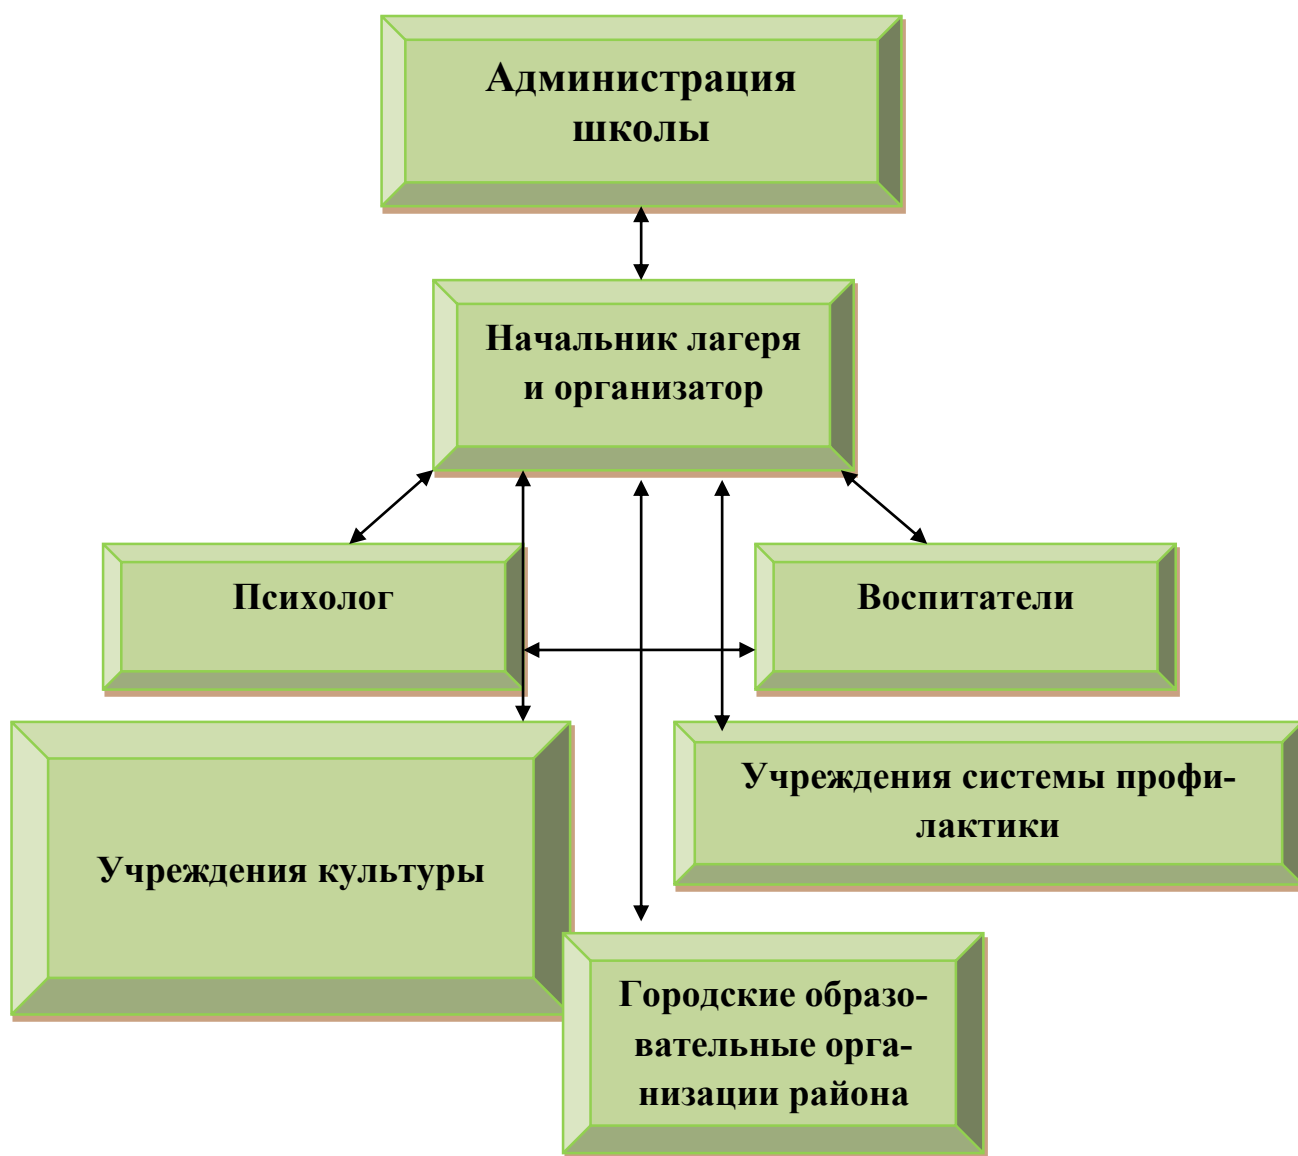 Администрация
школы
Начальник лагеря
и организатор
Психолог
Воспитатели
Учреждения системы профи-
лактики
Учреждения культуры
Городские образо-
вательные орга-
низации района